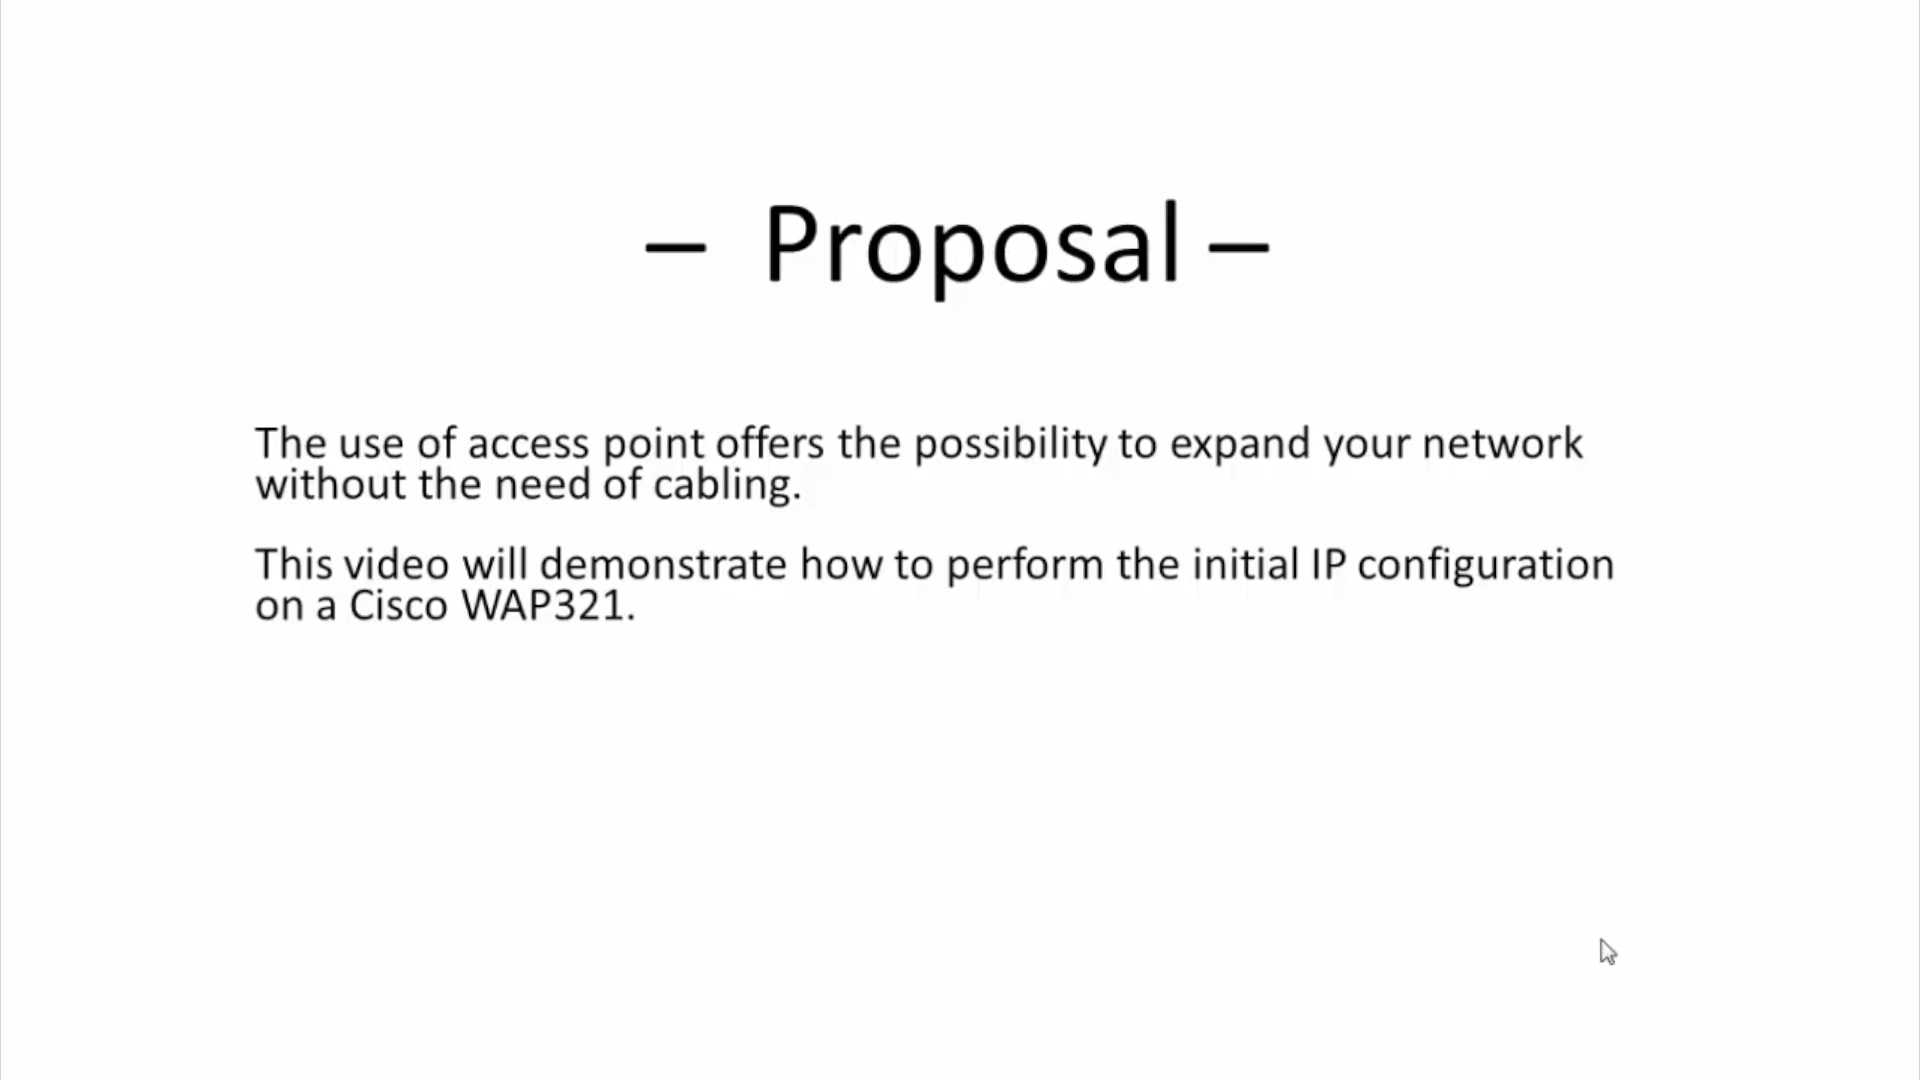 – Proposal –
The use of access point offers the possibility to expand your network
without the need of cabling.
This video will demonstrate how to perform the initial IP configuration
on a Cisco WAP321.